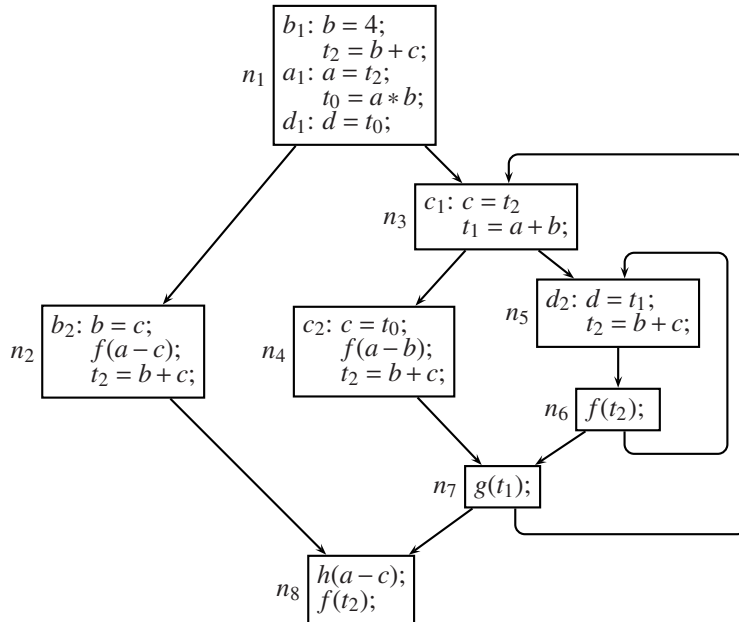 b₁: b = 4;
t₂ = b + c;
n₁
a₁: a = t₂;
t₀ = a * b;
d₁: d = t₀;
n₃
c₁: c = t₂
t₁ = a + b;
n₂
b₂: b = c;
f(a − c);
t₂ = b + c;
n₄
c₂: c = t₀;
f(a − b);
t₂ = b + c;
n₅
d₂: d = t₁;
t₂ = b + c;
n₆
f(t₂);
n₇
g(t₁);
n₈
h(a − c);
f(t₂);